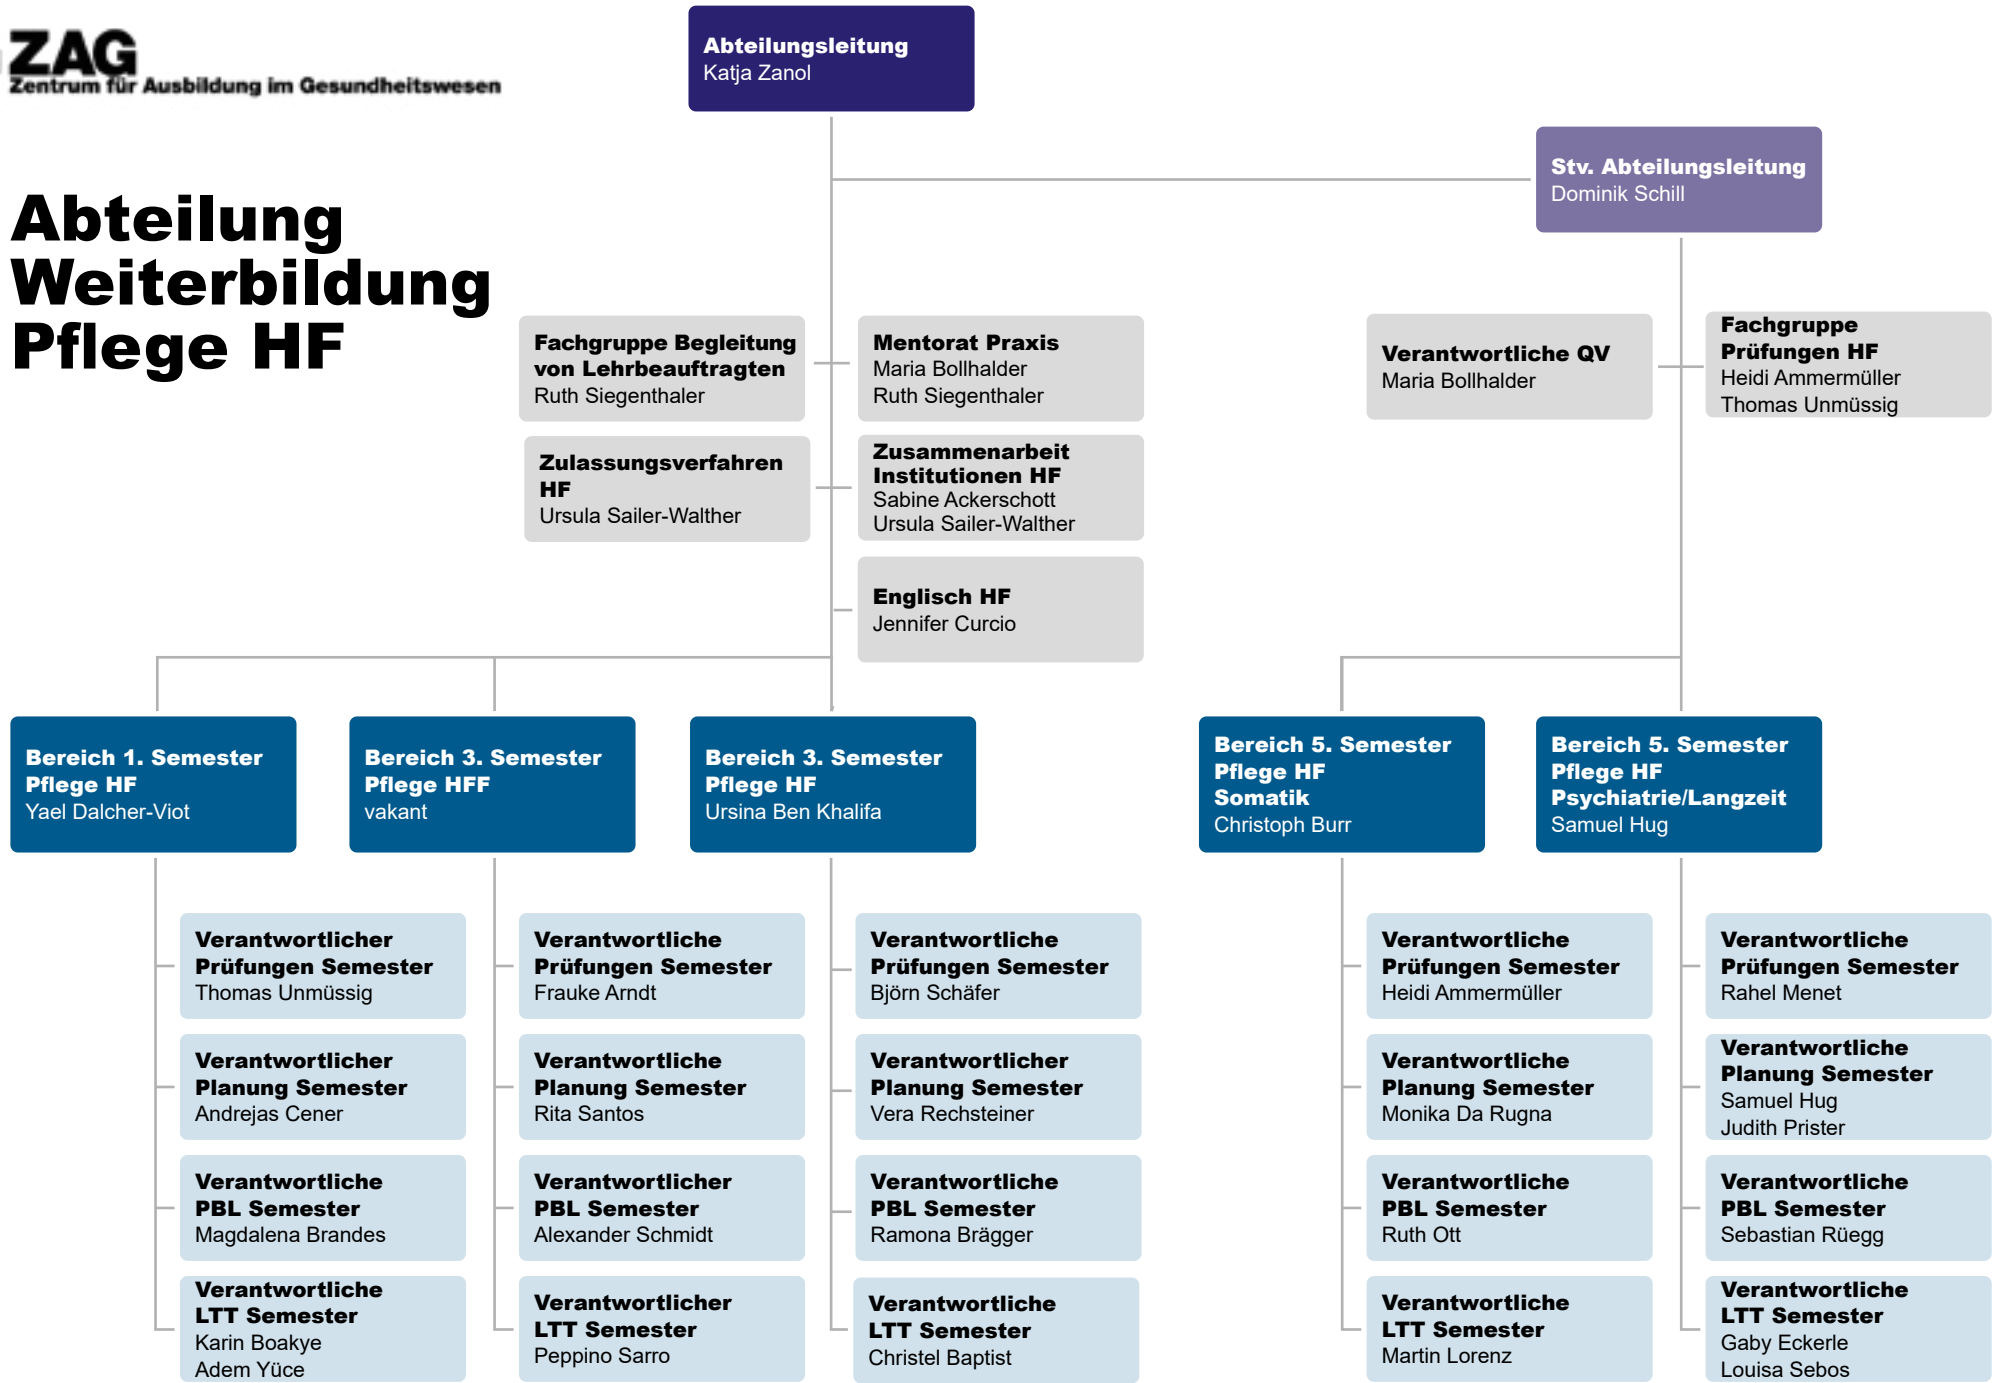 ZAG
Zentrum für Ausbildung im Gesundheitswesen
Abteilung
Weiterbildung
Pflege HF
Abteilungsleitung
Katja Zanol
Stv. Abteilungsleitung
Dominik Schill
Fachgruppe Begleitung
von Lehrbeauftragten
Ruth Siegenthaler
Mentorat Praxis
Maria Bollhalder
Ruth Siegenthaler
Verantwortliche QV
Maria Bollhalder
Fachgruppe
Prüfungen HF
Heidi Ammermüller
Thomas Unmüssig
Zulassungsverfahren
HF
Ursula Sailer-Walther
Zusammenarbeit
Institutionen HF
Sabine Ackerschott
Ursula Sailer-Walther
Englisch HF
Jennifer Curcio
Bereich 1. Semester
Pflege HF
Yael Dalcher-Viot
Bereich 3. Semester
Pflege HFF
vakant
Bereich 3. Semester
Pflege HF
Ursina Ben Khalifa
Bereich 5. Semester
Pflege HF
Somatik
Christoph Burr
Bereich 5. Semester
Pflege HF
Psychiatrie/Langzeit
Samuel Hug
Verantwortlicher
Prüfungen Semester
Thomas Unmüssig
Verantwortliche
Prüfungen Semester
Frauke Arndt
Verantwortliche
Prüfungen Semester
Björn Schäfer
Verantwortliche
Prüfungen Semester
Heidi Ammermüller
Verantwortliche
Prüfungen Semester
Rahel Menet
Verantwortlicher
Planung Semester
Andrejas Cener
Verantwortliche
Planung Semester
Rita Santos
Verantwortlicher
Planung Semester
Vera Rechsteiner
Verantwortliche
Planung Semester
Monika Da Rugna
Verantwortliche
Planung Semester
Samuel Hug
Judith Prister
Verantwortliche
PBL Semester
Magdalena Brandes
Verantwortlicher
PBL Semester
Alexander Schmidt
Verantwortliche
PBL Semester
Ramona Brägger
Verantwortliche
PBL Semester
Ruth Ott
Verantwortliche
PBL Semester
Sebastian Rüegg
Verantwortliche
LTT Semester
Karin Boakye
Adem Yüce
Verantwortlicher
LTT Semester
Peppino Sarro
Verantwortliche
LTT Semester
Christel Baptist
Verantwortliche
LTT Semester
Martin Lorenz
Verantwortliche
LTT Semester
Gaby Eckerle
Louisa Sebos